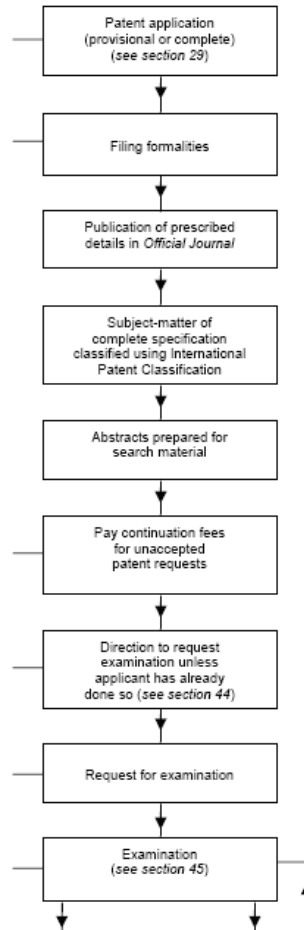 Patent application
(provisional or complete)
(see section 29)
Filing formalities
Publication of prescribed
details in Official Journal
Subject-matter of
complete specification
classified using International
Patent Classification
Abstracts prepared for
search material
Pay continuation fees
for unaccepted
patent requests
Direction to request
examination unless
applicant has already
done so (see section 44)
Request for examination
Examination
(see section 45)